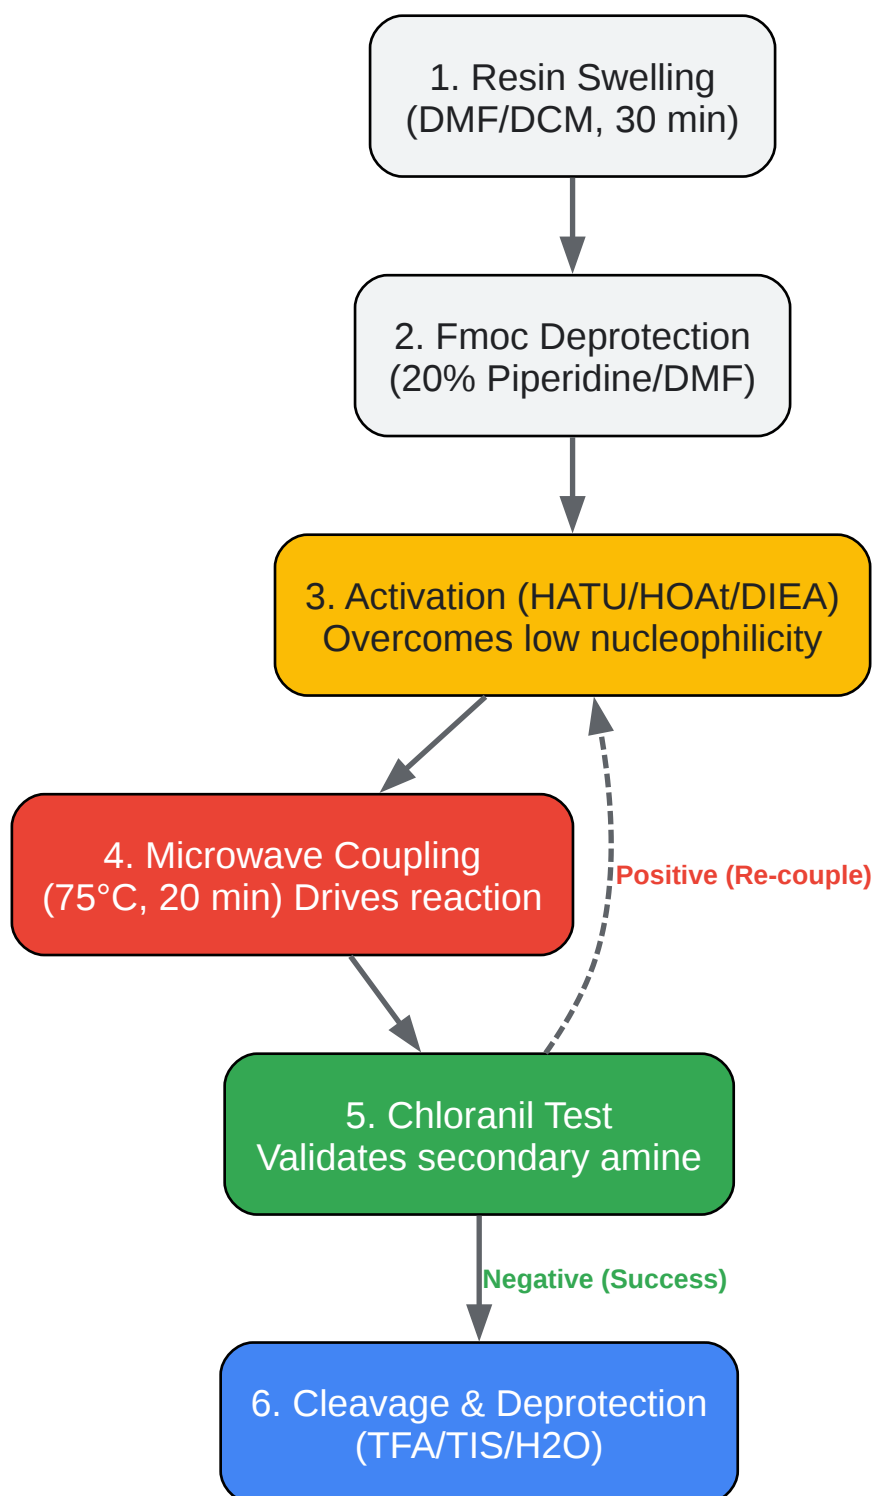 1. Resin Swelling
(DMF/DCM, 30 min)
2. Fmoc Deprotection
(20% Piperidine/DMF)
3. Activation (HATU/HOAt/DIEA)
Overcomes low nucleophilicity
4. Microwave Coupling
(75°C, 20 min) Drives reaction
Positive (Re-couple)
5. Chloranil Test
Validates secondary amine
Negative (Success)
6. Cleavage & Deprotection
(TFA/TIS/H2O)